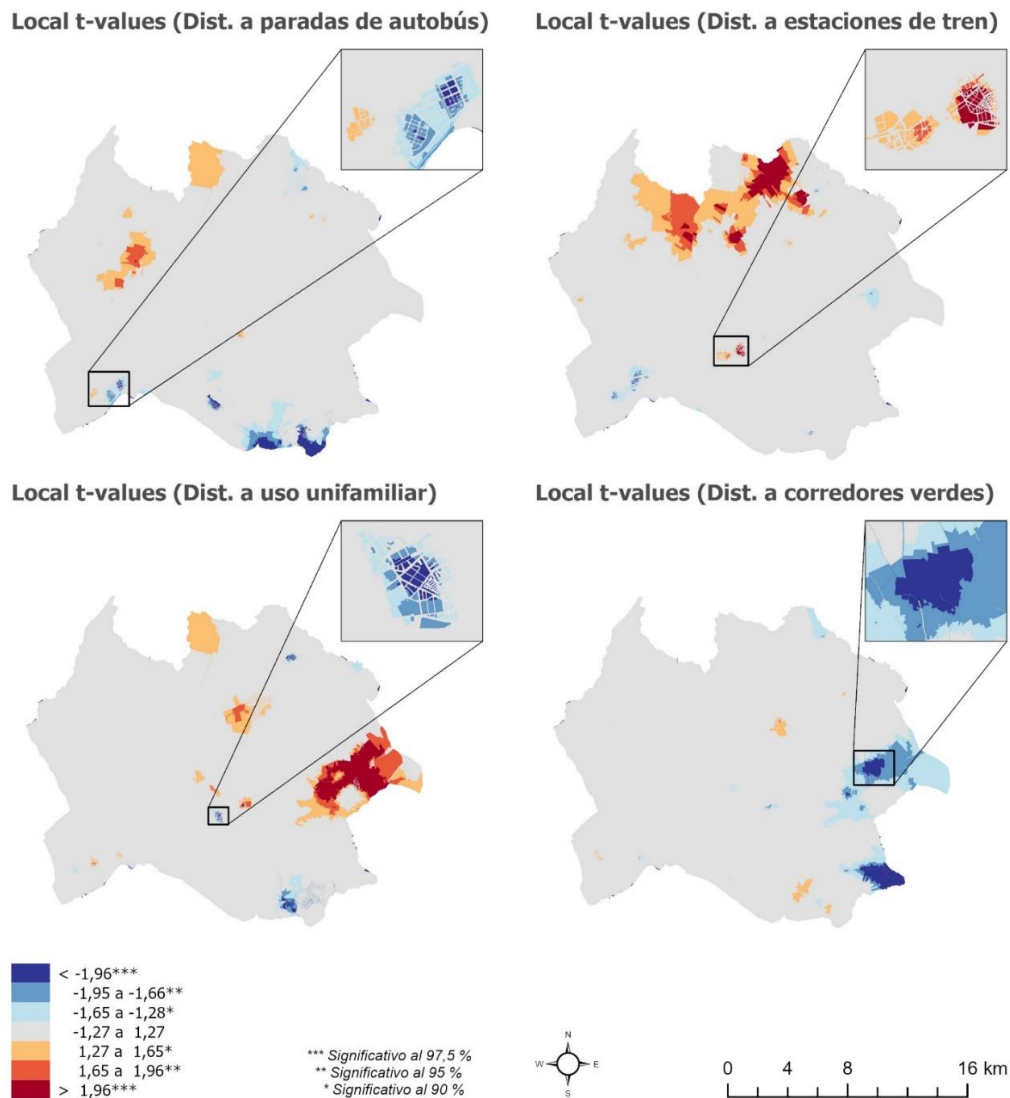 Local t-values (Dist. a paradas de autobús)
Local t-values (Dist. a estaciones de tren)
Local t-values (Dist. a uso unifamiliar)
Local t-values (Dist. a corredores verdes)
< -1,96***
-1,95 a -1,66**
-1,65 a -1,28*
-1,27 a 1,27
1,27 a 1,65*
1,65 a 1,96**
> 1,96***
*** Significativo al 97,5 %
** Significativo al 95 %
* Significativo al 90 %
N
W E
S
0 4 8 16 km